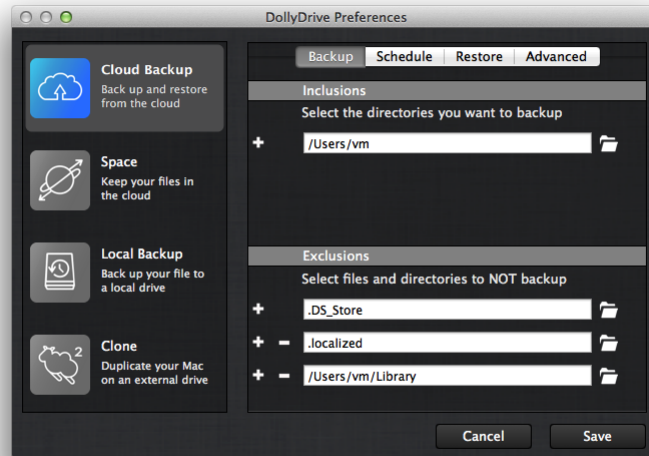 DollyDrive Preferences
Cloud Backup
Back up and restore
from the cloud
Space
Keep your files in
the cloud
Local Backup
Back up your file to
a local drive
Clone
Duplicate your Mac
on an external drive
2
Backup Schedule Restore Advanced
Inclusions
Select the directories you want to backup
/Users/vm
Exclusions
Select files and directories to NOT backup
.DS_Store
.localized
/Users/vm/Library
Cancel Save